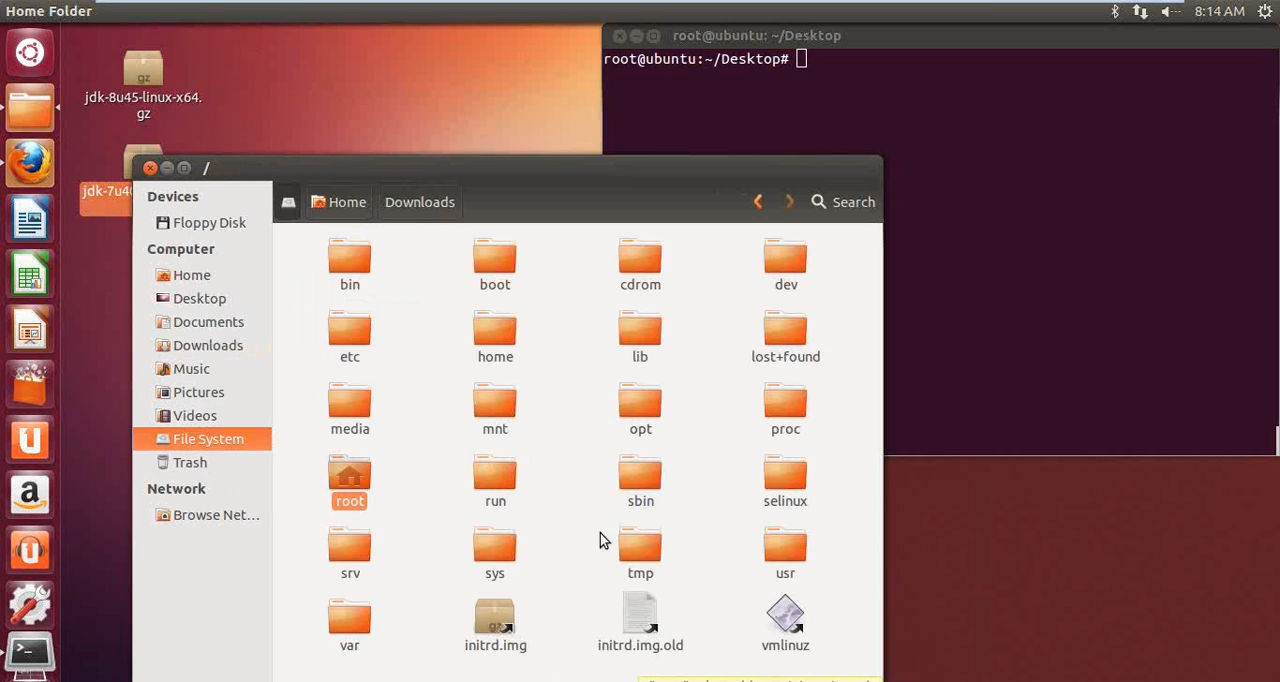 Home Folder
8:14 AM
root@ubuntu: ~/Desktop
root@ubuntu:~/Desktop#
gz
jdk-8u45-linux-x64.
gz
jdk-7u4
/
Devices
Floppy Disk
Computer
Home
Desktop
Documents
Downloads
Music
Pictures
Videos
File System
Trash
Network
Browse Net...
Home
Downloads
Search
bin
boot
cdrom
dev
etc
home
lib
lost+found
media
mnt
opt
proc
root
run
sbin
selinux
srv
sys
tmp
usr
var
gz
initrd.img
initrd.img.old
vmlinuz